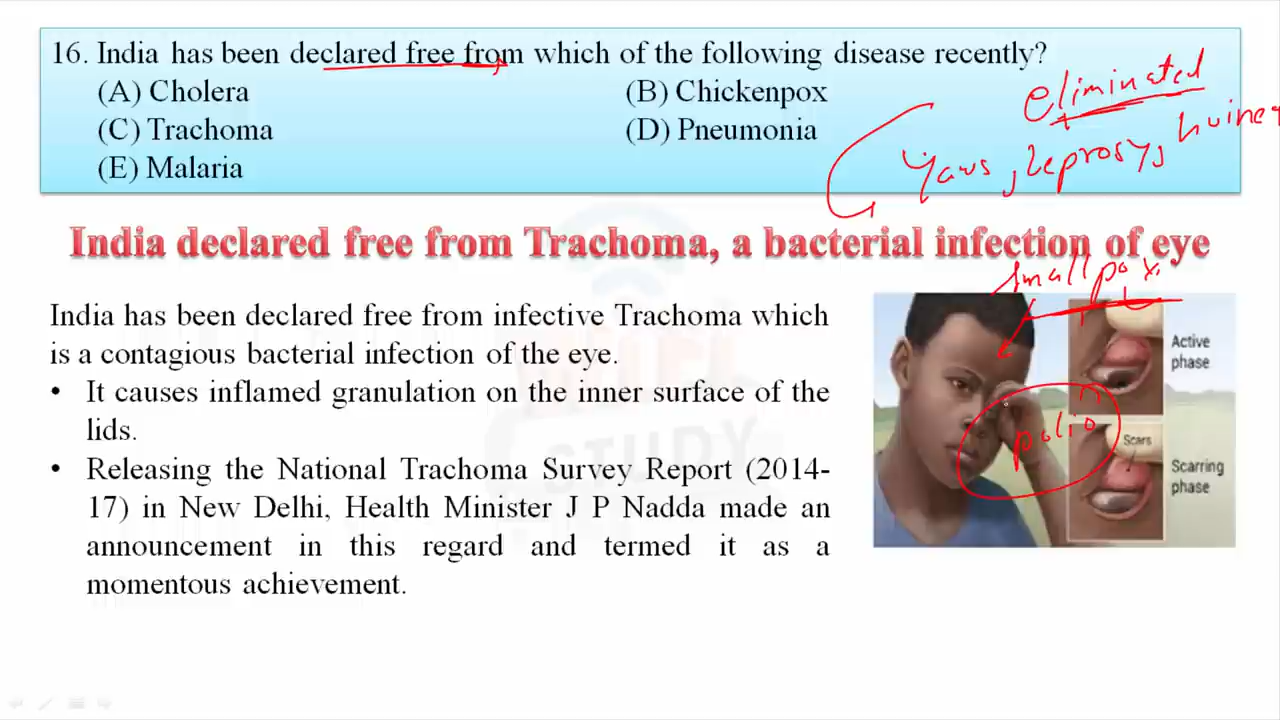 16. India has been declared free from which of the following disease recently?
(A) Cholera
(B) Chickenpox
(C) Trachoma
(D) Pneumonia
(E) Malaria
eliminated
Yaws, Leprosy,
India declared free from Trachoma, a bacterial infection of eye
Small pox
India has been declared free from infective Trachoma which
is a contagious bacterial infection of the eye.
• It causes inflamed granulation on the inner surface of the
lids.
• Releasing the National Trachoma Survey Report (2014-
17) in New Delhi, Health Minister J P Nadda made an
announcement in this regard and termed it as a
momentous achievement.
Active
phase
polio
Scars
Scarring
phase
STUDY